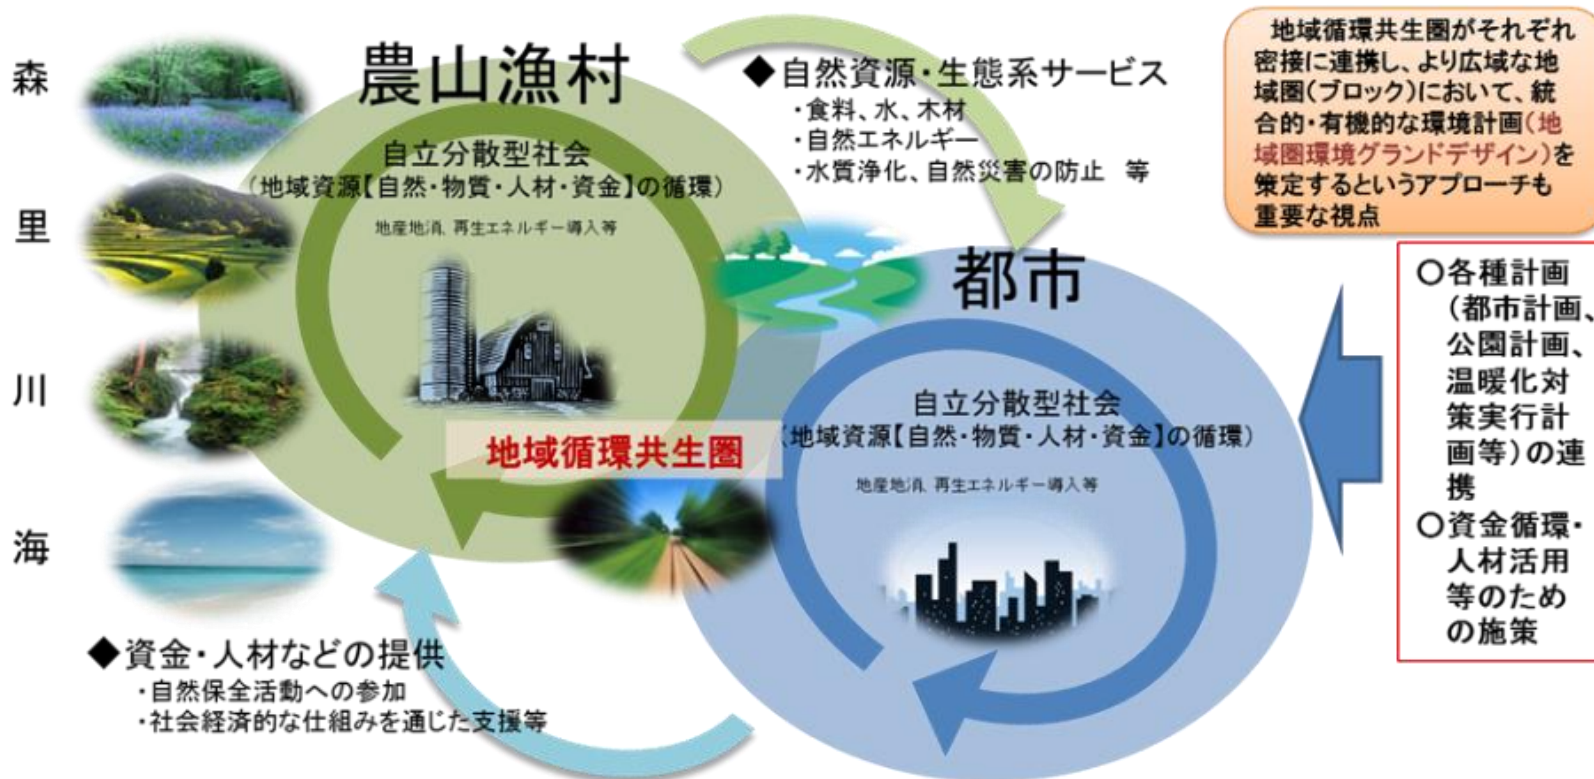 森
里
川
海
農山漁村
自立分散型社会
(地域資源【自然・物質・人材・資金】の循環)
地産地消、再生エネルギー導入等
◆自然資源・生態系サービス
・食料、水、木材
・自然エネルギー
・水質浄化、自然災害の防止 等
地域循環共生圏がそれぞれ
密接に連携し、より広域な地
域圏(ブロック)において、統
合的・有機的な環境計画(地
域圏環境グランドデザイン)を
策定するというアプローチも
重要な視点
都市
自立分散型社会
(地域資源【自然・物質・人材・資金】の循環)
地産地消、再生エネルギー導入等
地域循環共生圏
○各種計画
(都市計画、
公園計画、
温暖化対
策実行計
画等)の連
携
○資金循環・
人材活用
等のため
の施策
◆資金・人材などの提供
・自然保全活動への参加
・社会経済的な仕組みを通じた支援等